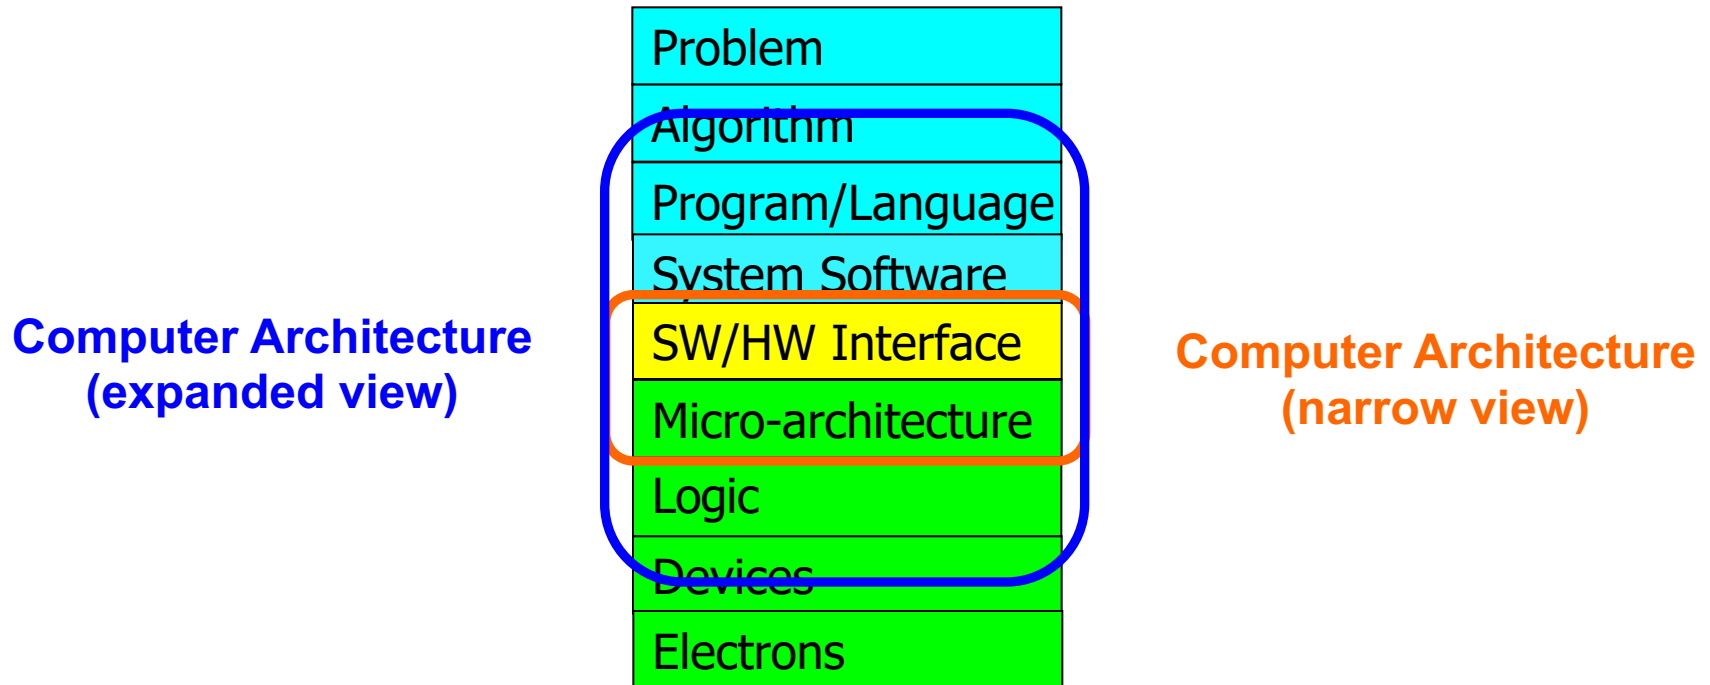 Problem
Algorithm
Program/Language
System Software
SW/HW Interface
Micro-architecture
Logic
Devices
Electrons
Computer Architecture
(expanded view)
Computer Architecture
(narrow view)